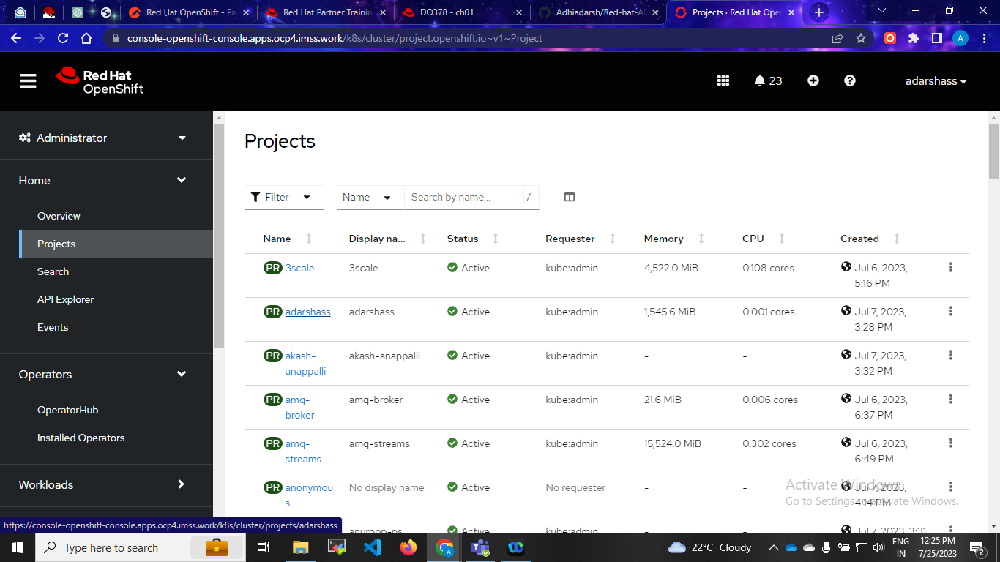 Red Hat OpenShift - Pa
Red Hat Partner Training
DO378 - ch01
Adhiadarsh/Red-hat-A
Projects · Red Hat Open
console-openshift-console.apps.ocp4.imss.work/k8s/cluster/project.openshift.io~v1~Project
A
Red Hat
OpenShift
23
adarshass
Administrator
Home
Overview
Projects
Search
API Explorer
Events
Operators
OperatorHub
Installed Operators
Workloads
Projects
Filter
Name
Search by name...
/
Name Display na... Status Requester Memory CPU Created
PR 3scale 3scale Active kube:admin 4,522.0 MiB 0.108 cores Jul 6, 2023,
5:16 PM
PR adarshass adarshass Active kube:admin 1,545.6 MiB 0.001 cores Jul 7, 2023,
3:28 PM
PR akash- akash-anappalli Active kube:admin - - Jul 7, 2023,
anappalli 3:32 PM
PR amq- amq-broker Active kube:admin 21.6 MiB 0.006 cores Jul 6, 2023,
broker 6:37 PM
PR amq- amq-streams Active kube:admin 15,524.0 MiB 0.302 cores Jul 6, 2023,
streams 6:49 PM
PR anonymou No display name Active No requester - - Jul 7, 2023,
s 4:14 PM
anuroop-ps Active kube:admin - - Jul 7, 2023, 3:31
Activate Windows
Go to Settings to activate Windows.
https://console-openshift-console.apps.ocp4.imss.work/k8s/cluster/projects/adarshass
Type here to search
22°C Cloudy
ENG
IN
12:25 PM
7/25/2023
2